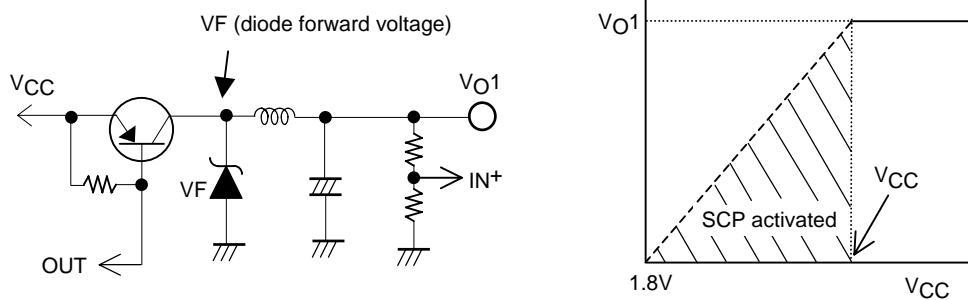 VF (diode forward voltage)
VCC
VO1
VF
IN+
OUT
VO1
SCP activated
VCC
1.8V
VCC